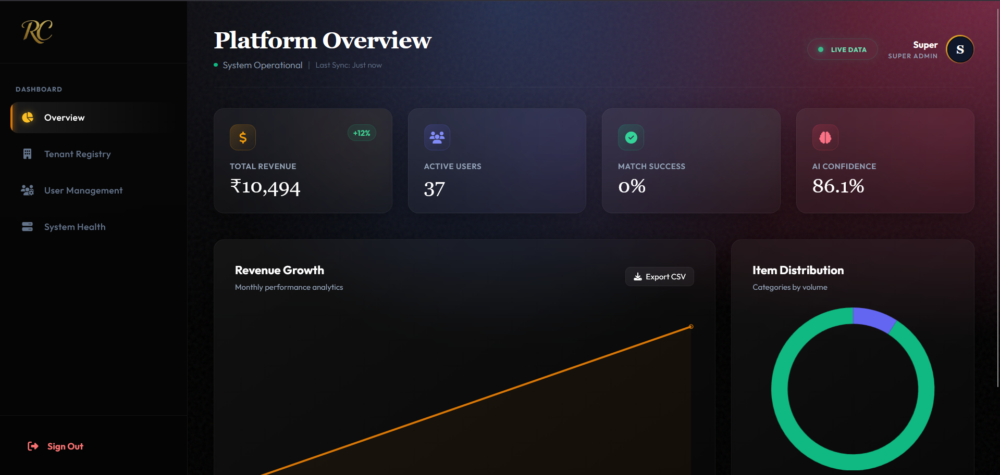 RC
DASHBOARD
Overview
Tenant Registry
User Management
System Health
Sign Out
Platform Overview
System Operational | Last Sync: Just now
LIVE DATA
Super
SUPER ADMIN
S
+12%
TOTAL REVENUE
₹10,494
ACTIVE USERS
37
MATCH SUCCESS
0%
AI CONFIDENCE
86.1%
Revenue Growth
Monthly performance analytics
Export CSV
Item Distribution
Categories by volume